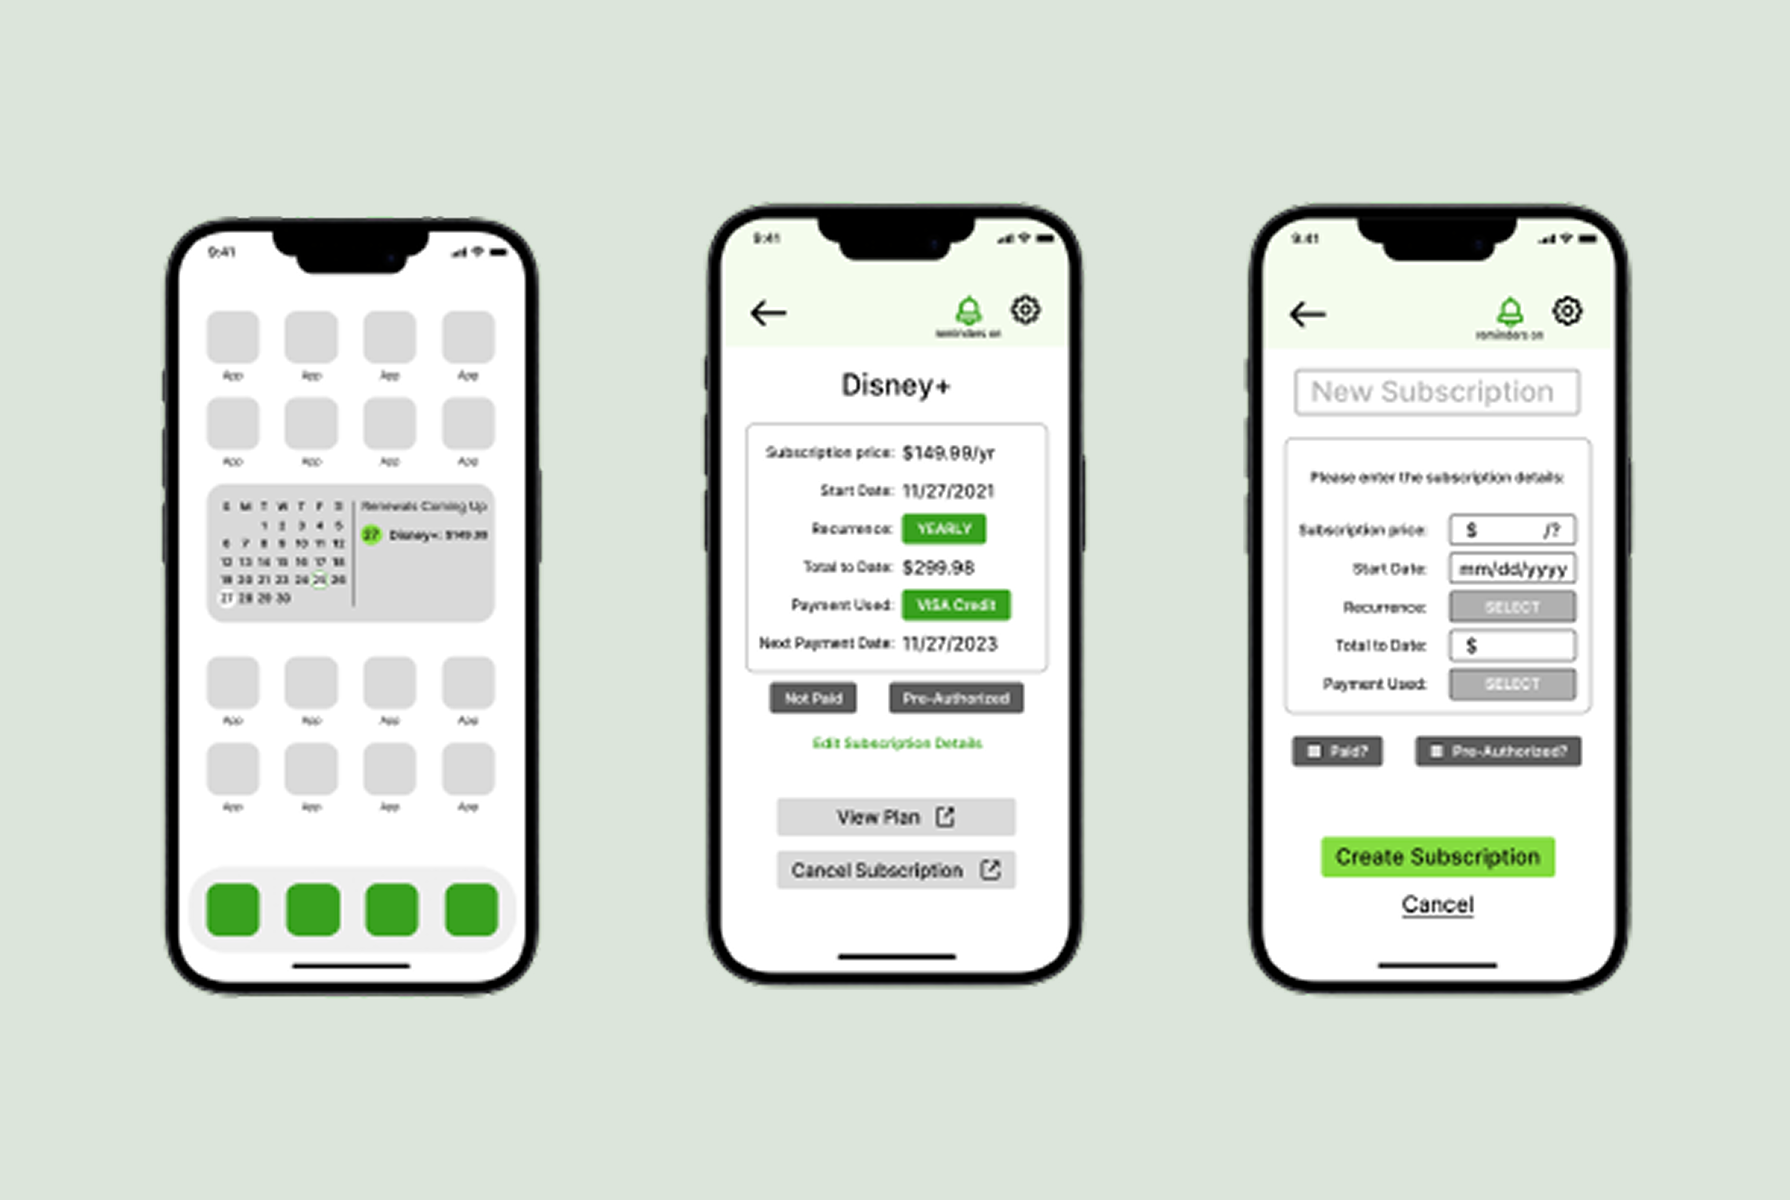 9:41
App App App App
App App App App
S M T W T F S
1 2 3 4 5
6 7 8 9 10 11 12
12 13 14 15 16 17 18
19 20 21 23 24 25 26
27 28 29 30
Renewals Coming Up
27 Disney+: $149.99
App App App App
App App App App
9:41
reminders on
Disney+
Subscription price: $149.99/yr
Start Date: 11/27/2021
Recurrence: YEARLY
Total to Date: $299.98
Payment Used: VISA Credit
Next Payment Date: 11/27/2023
Not Paid Pre-Authorized
Edit Subscription Details
View Plan
Cancel Subscription
9:41
reminders on
New Subscription
Please enter the subscription details:
Subscription price: $ /?
Start Date: mm/dd/yyyy
Recurrence: SELECT
Total to Date: $
Payment Used: SELECT
Paid? Pre-Authorized?
Create Subscription
Cancel